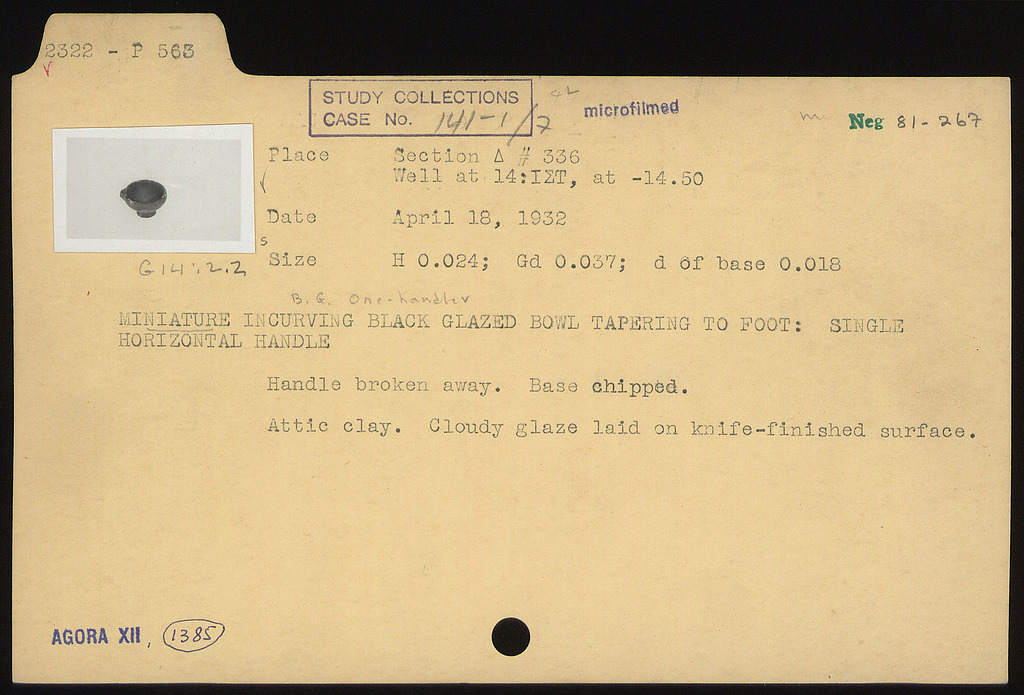 2322 - P 563
STUDY COLLECTIONS
CASE No. 141-1/2
microfilmed
Neg 81-267
Place Section Δ # 336
Well at 14:ΙΣΤ, at -14.50
Date April 18, 1932
s
Size H 0.024; Gd 0.037; d of base 0.018
G 14:2.2
B.G. One-handler
MINIATURE INCURVING BLACK GLAZED BOWL TAPERING TO FOOT: SINGLE
HORIZONTAL HANDLE
Handle broken away. Base chipped.
Attic clay. Cloudy glaze laid on knife-finished surface.
AGORA XII, 1385